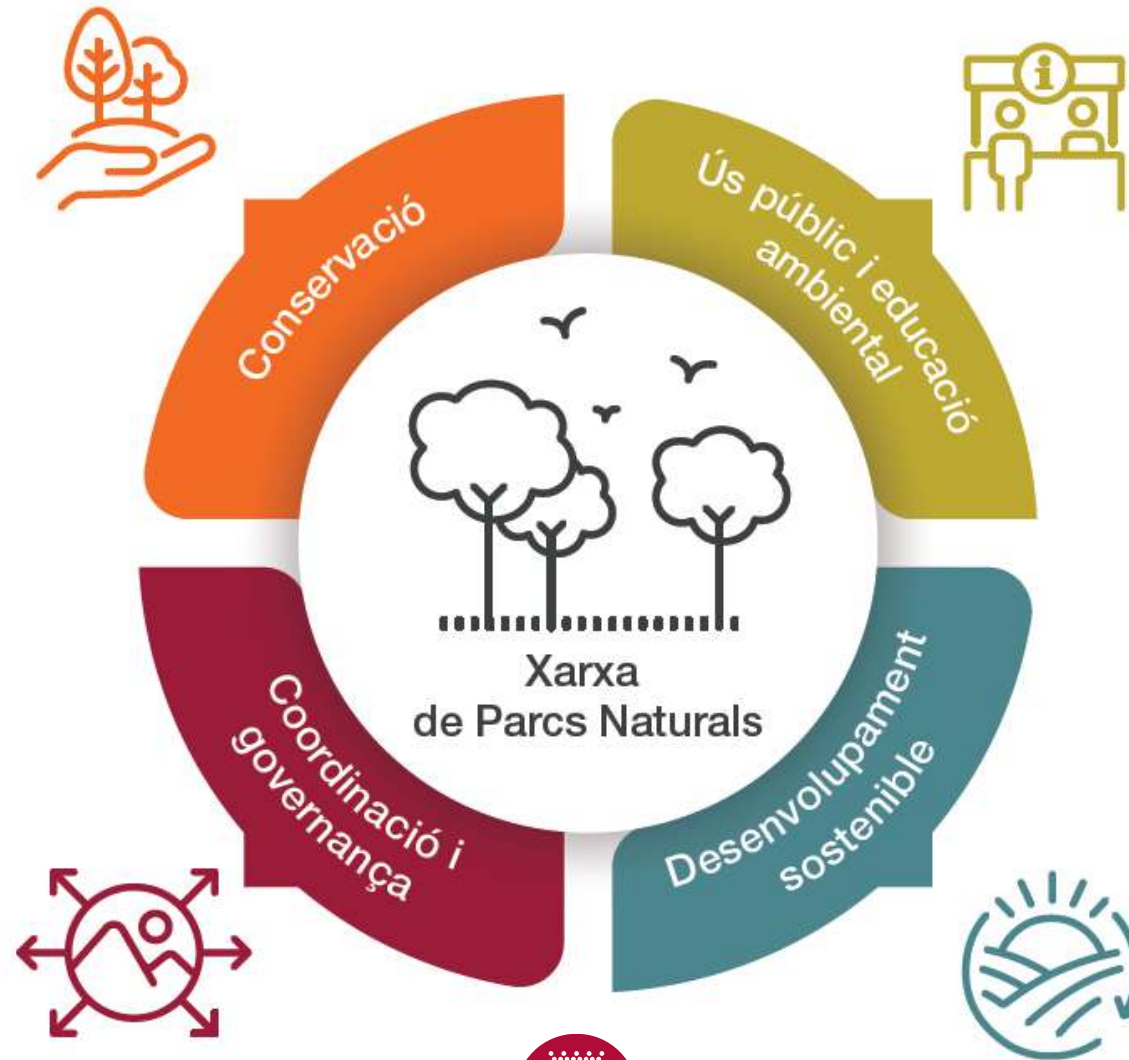 Conservació
Ús públic i educació
ambiental
Xarxa
de Parcs Naturals
Coordinació i
governança
Desenvolupament
sostenible
i